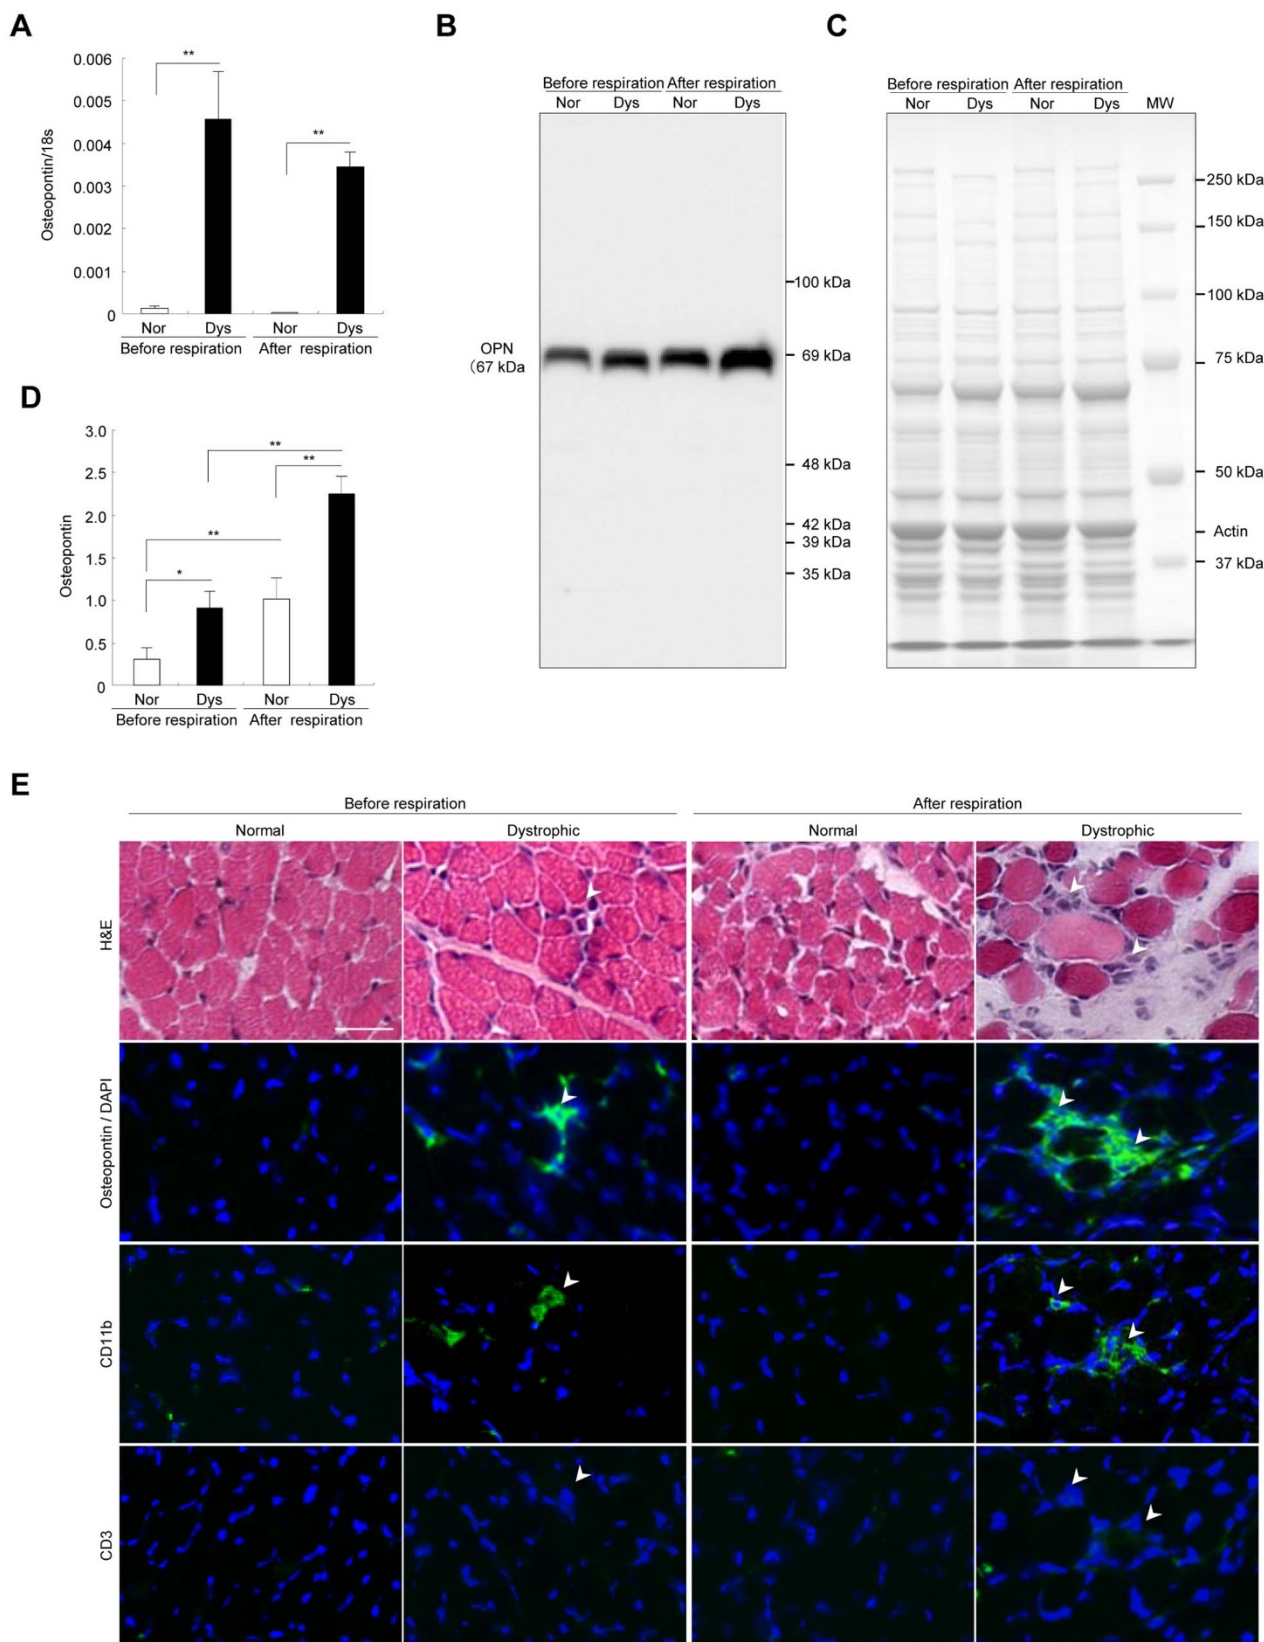 A
**
**
0.006
0.005
0.004
0.003
0.002
0.001
0
Osteopontin/18s
Nor Dys Nor Dys
Before respiration After respiration
B
Before respiration After respiration
Nor Dys Nor Dys
100 kDa
OPN
(67 kDa
69 kDa
48 kDa
42 kDa
39 kDa
35 kDa
C
Before respiration After respiration
Nor Dys Nor Dys MW
250 kDa
150 kDa
100 kDa
75 kDa
50 kDa
Actin
37 kDa
D
**
**
**
*
3.0
2.5
2.0
1.5
1.0
0.5
0
Osteopontin
Nor Dys Nor Dys
Before respiration After respiration
E
Before respiration After respiration
Normal Dystrophic Normal Dystrophic
H&E
Osteopontin / DAPI
CD11b
CD3